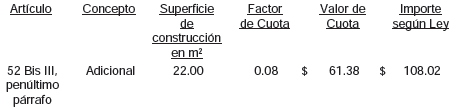 Artículo Concepto Superficie Factor Valor de Importe
de de Cuota Cuota según Ley
construcción
en m²
52 Bis III, Adicional 22.00 0.08 $ 61.38 $ 108.02
penúltimo
párrafo